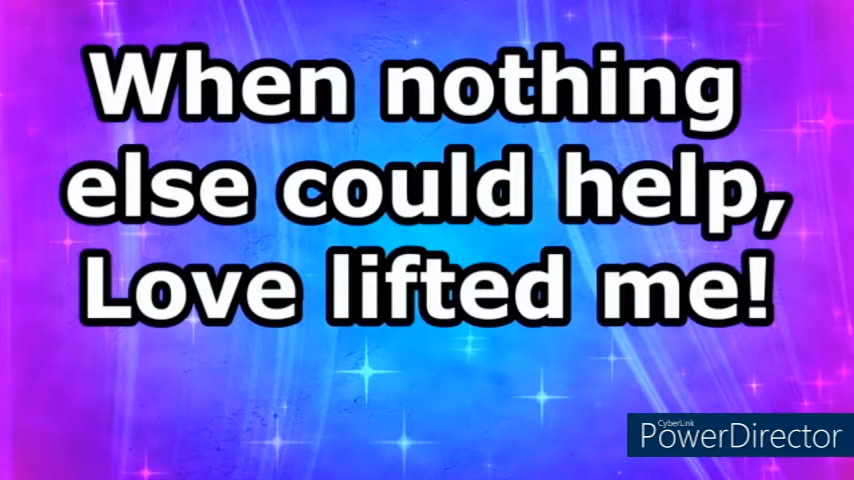 When nothing
else could help,
Love lifted me!
CyberLink
PowerDirector